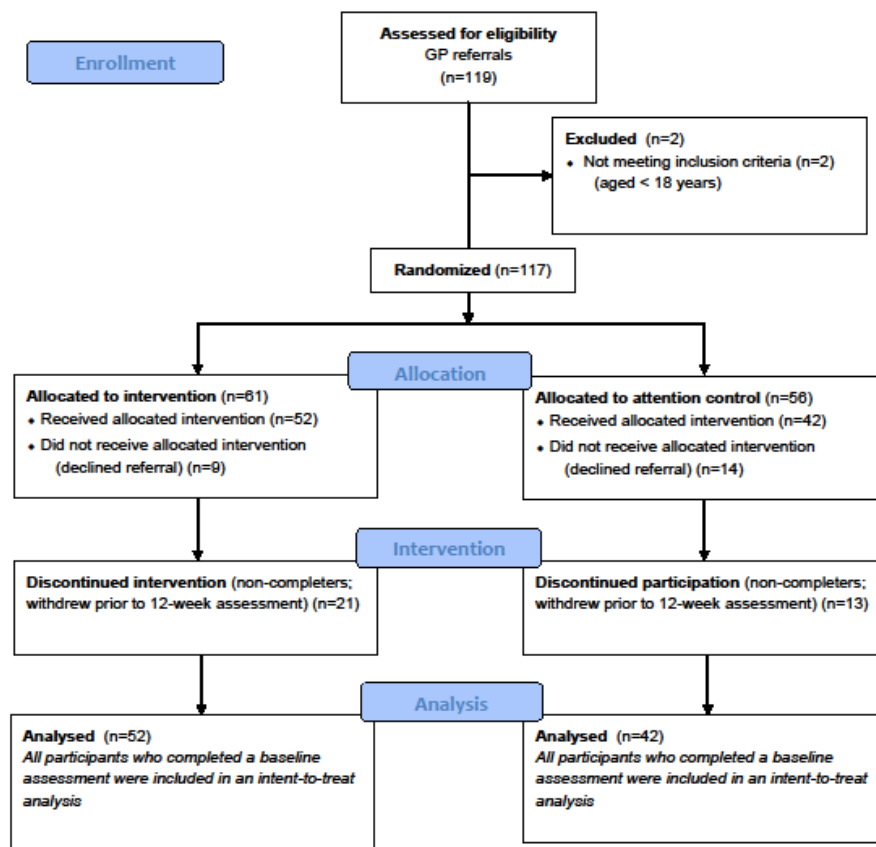 Enrollment
Assessed for eligibility
GP referrals
(n=119)
Excluded (n=2)
• Not meeting inclusion criteria (n=2)
(aged < 18 years)
Randomized (n=117)
Allocation
Allocated to intervention (n=61)
• Received allocated intervention (n=52)
• Did not receive allocated intervention
(declined referral) (n=9)
Allocated to attention control (n=56)
• Received allocated intervention (n=42)
• Did not receive allocated intervention
(declined referral) (n=14)
Intervention
Discontinued intervention (non-completers;
withdrew prior to 12-week assessment) (n=21)
Discontinued participation (non-completers;
withdrew prior to 12-week assessment) (n=13)
Analysis
Analysed (n=52)
All participants who completed a baseline
assessment were included in an intent-to-treat
analysis
Analysed (n=42)
All participants who completed a baseline
assessment were included in an intent-to-treat
analysis